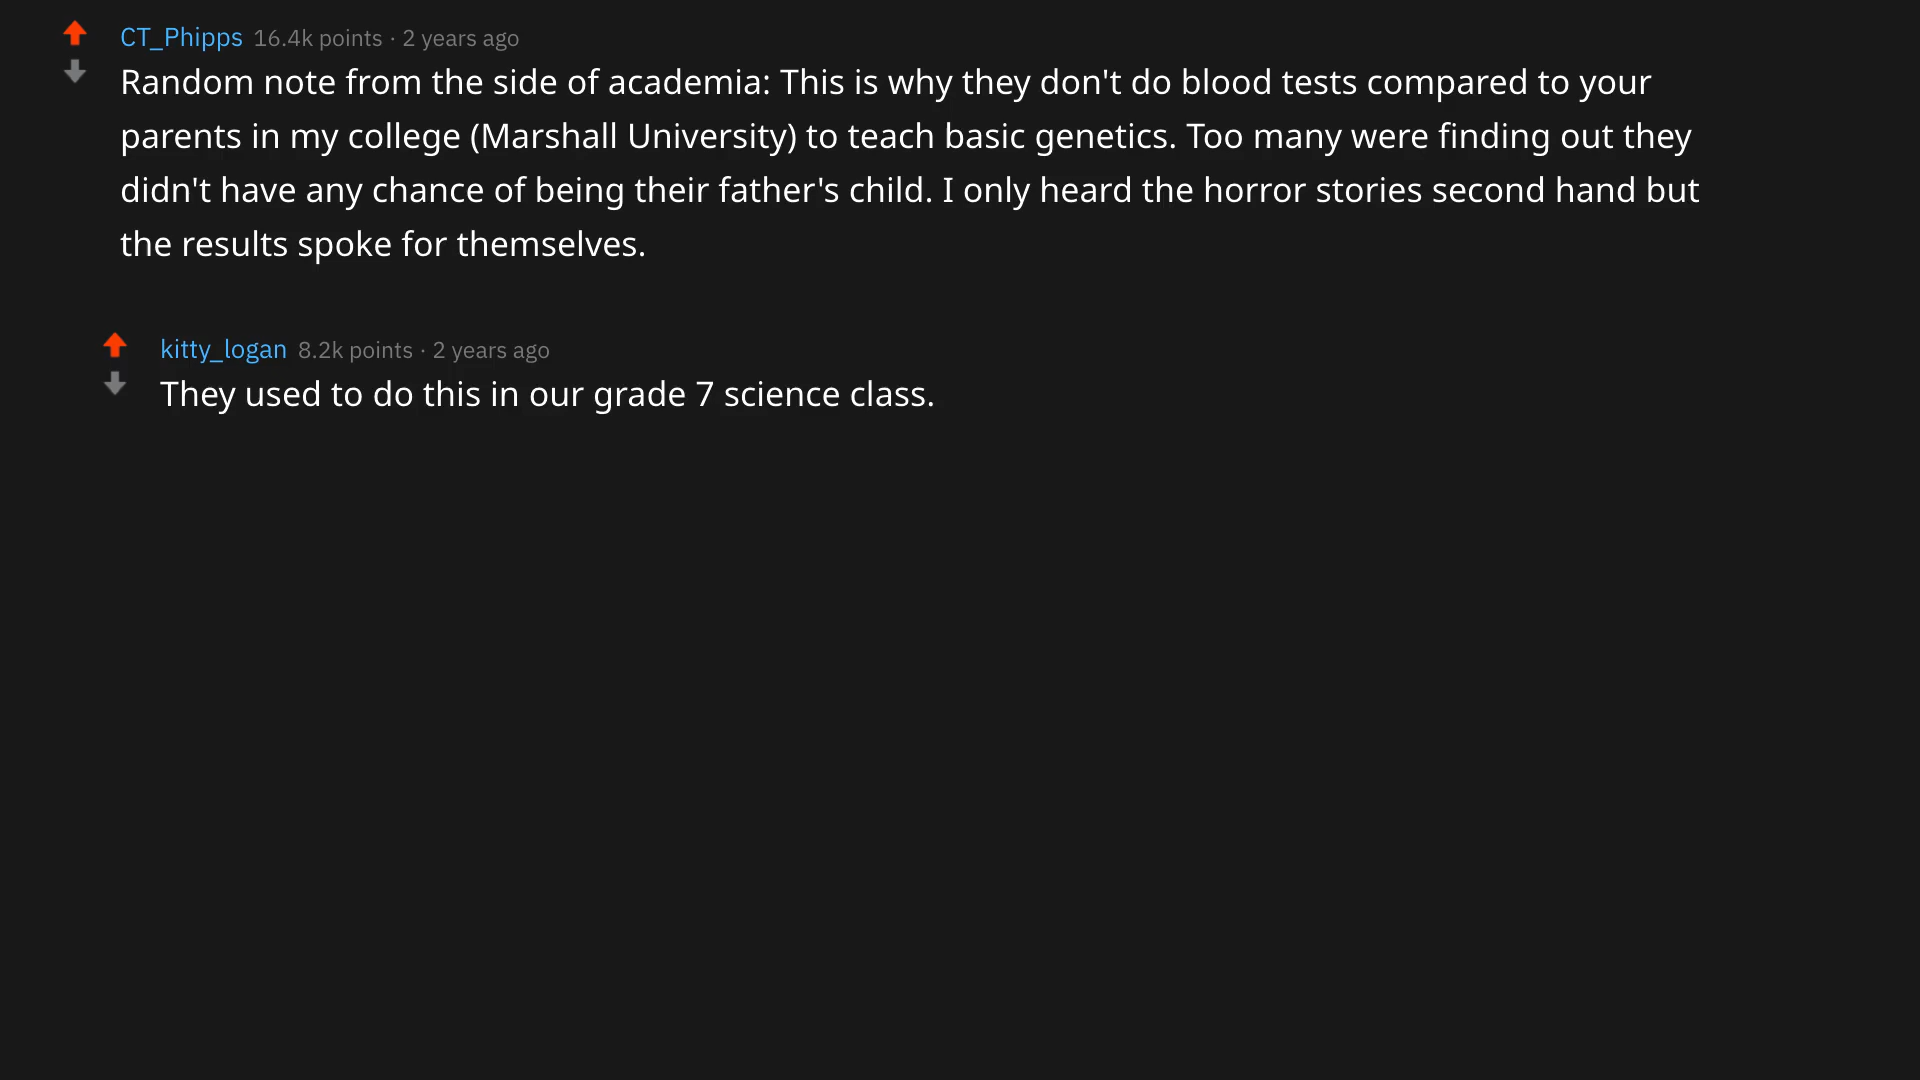 CT_Phipps 16.4k points · 2 years ago
Random note from the side of academia: This is why they don't do blood tests compared to your
parents in my college (Marshall University) to teach basic genetics. Too many were finding out they
didn't have any chance of being their father's child. I only heard the horror stories second hand but
the results spoke for themselves.
kitty_logan 8.2k points · 2 years ago
They used to do this in our grade 7 science class.